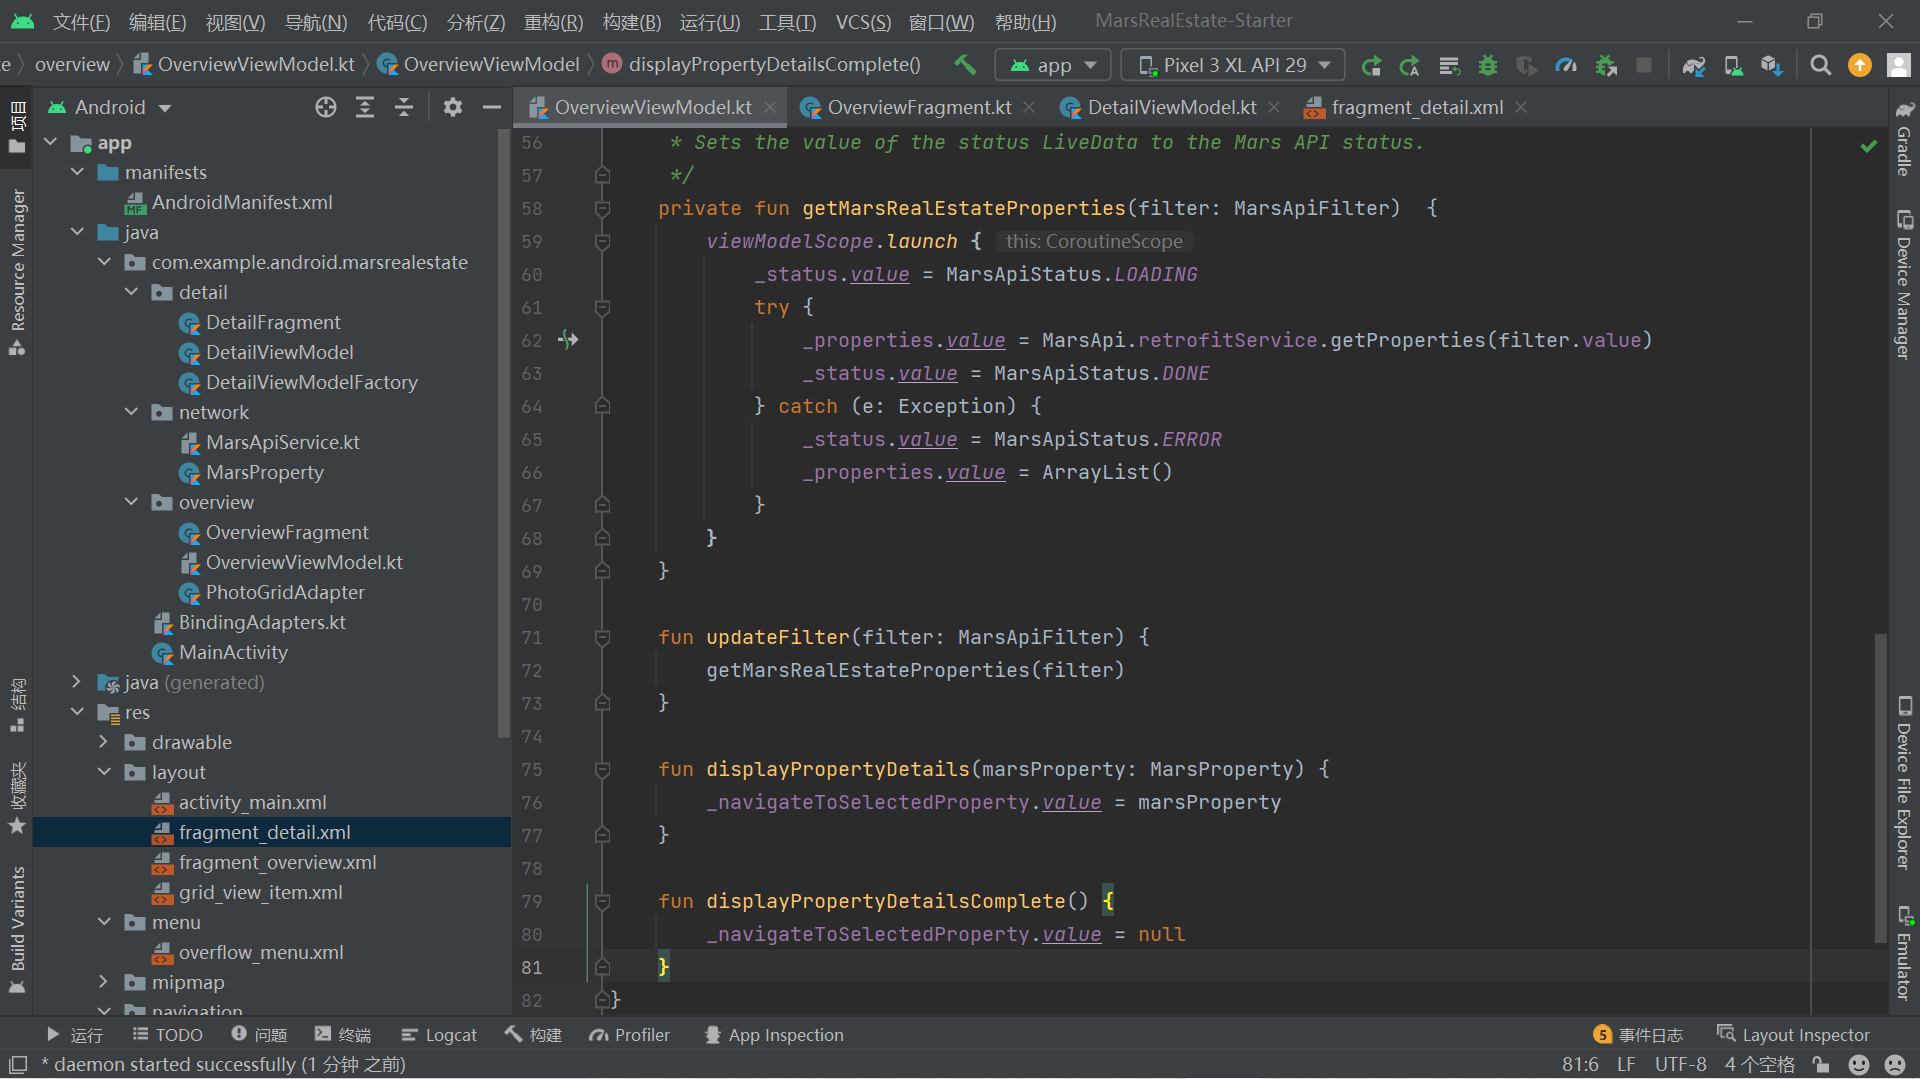 文件(F) 编辑(E) 视图(V) 导航(N) 代码(C) 分析(Z) 重构(R) 构建(B) 运行(U) 工具(T) VCS(S) 窗口(W) 帮助(H) MarsRealEstate-Starter
e overview OverviewViewModel.kt OverviewViewModel m displayPropertyDetailsComplete() app Pixel 3 XL API 29
Android
OverviewViewModel.kt OverviewFragment.kt DetailViewModel.kt fragment_detail.xml
项目
Resource Manager
结构
收藏夹
Build Variants
app
manifests
AndroidManifest.xml
java
com.example.android.marsrealestate
detail
DetailFragment
DetailViewModel
DetailViewModelFactory
network
MarsApiService.kt
MarsProperty
overview
OverviewFragment
OverviewViewModel.kt
PhotoGridAdapter
BindingAdapters.kt
MainActivity
java (generated)
res
drawable
layout
activity_main.xml
fragment_detail.xml
fragment_overview.xml
grid_view_item.xml
menu
overflow_menu.xml
mipmap
navigation
56 * Sets the value of the status LiveData to the Mars API status.
57 */
58 private fun getMarsRealEstateProperties(filter: MarsApiFilter) {
59 viewModelScope.launch { this: CoroutineScope
60 _status.value = MarsApiStatus.LOADING
61 try {
62 _properties.value = MarsApi.retrofitService.getProperties(filter.value)
63 _status.value = MarsApiStatus.DONE
64 } catch (e: Exception) {
65 _status.value = MarsApiStatus.ERROR
66 _properties.value = ArrayList()
67 }
68 }
69 }
70
71 fun updateFilter(filter: MarsApiFilter) {
72 getMarsRealEstateProperties(filter)
73 }
74
75 fun displayPropertyDetails(marsProperty: MarsProperty) {
76 _navigateToSelectedProperty.value = marsProperty
77 }
78
79 fun displayPropertyDetailsComplete() {
80 _navigateToSelectedProperty.value = null
81 }
82 }
Gradle
Device Manager
Device File Explorer
Emulator
运行 TODO 问题 终端 Logcat 构建 Profiler App Inspection 5 事件日志 Layout Inspector
* daemon started successfully (1 分钟 之前) 81:6 LF UTF-8 4 个空格